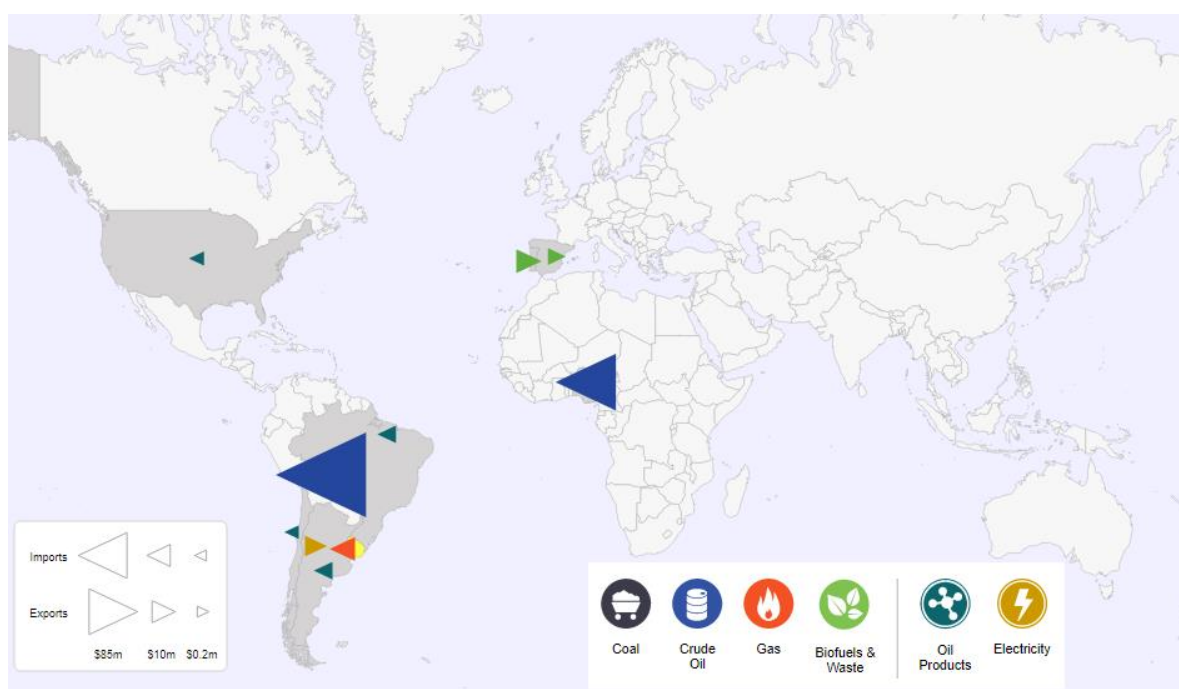 Imports
Exports
$85m $10m $0.2m
Coal
Crude
Oil
Gas
Biofuels &
Waste
Oil
Products
Electricity